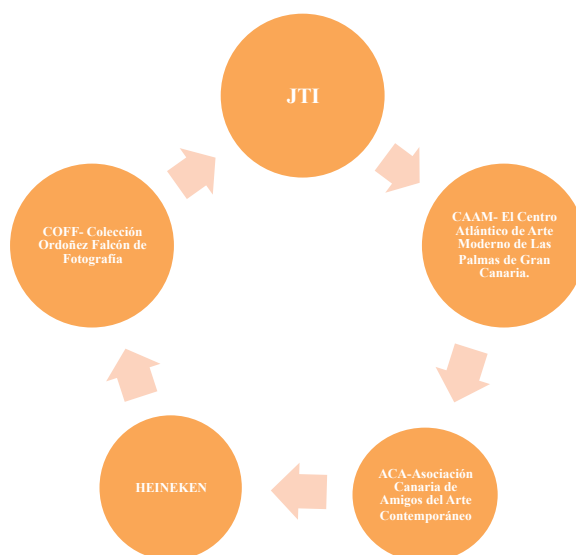 JTI
CAAM- El Centro
Atlántico de Arte
Moderno de Las
Palmas de Gran
Canaria.
ACA-Asociación
Canaria de
Amigos del Arte
Contemporáneo
HEINEKEN
COFF- Colección
Ordoñez Falcón de
Fotografía